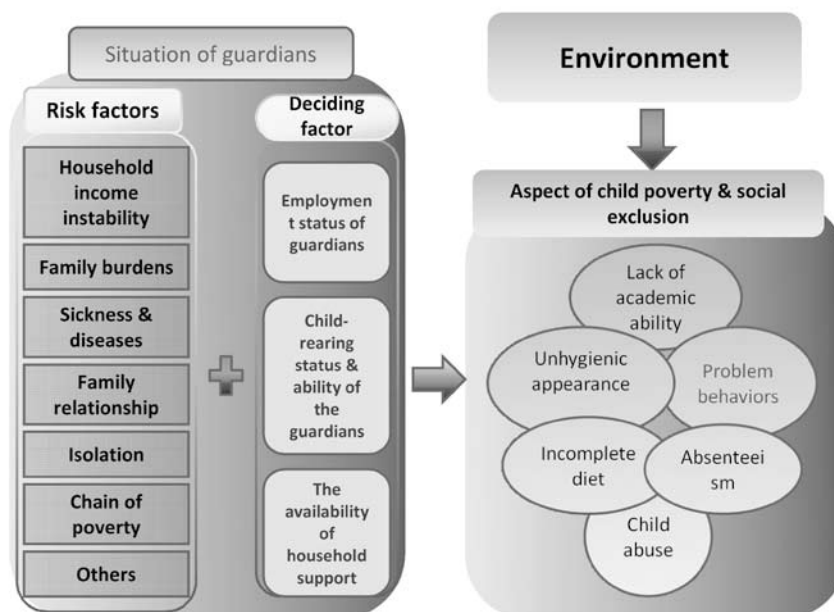 Situation of guardians
Risk factors
Household
income
instability
Family burdens
Sickness &
diseases
Family
relationship
Isolation
Chain of
poverty
Others
Deciding
factor
Employmen
t status of
guardians
Child-
rearing
status &
ability of
the
guardians
The
availability
of
household
support
Environment
Aspect of child poverty & social
exclusion
Lack of
academic
ability
Unhygienic
appearance
Problem
behaviors
Incomplete
diet
Absenteei
sm
Child
abuse